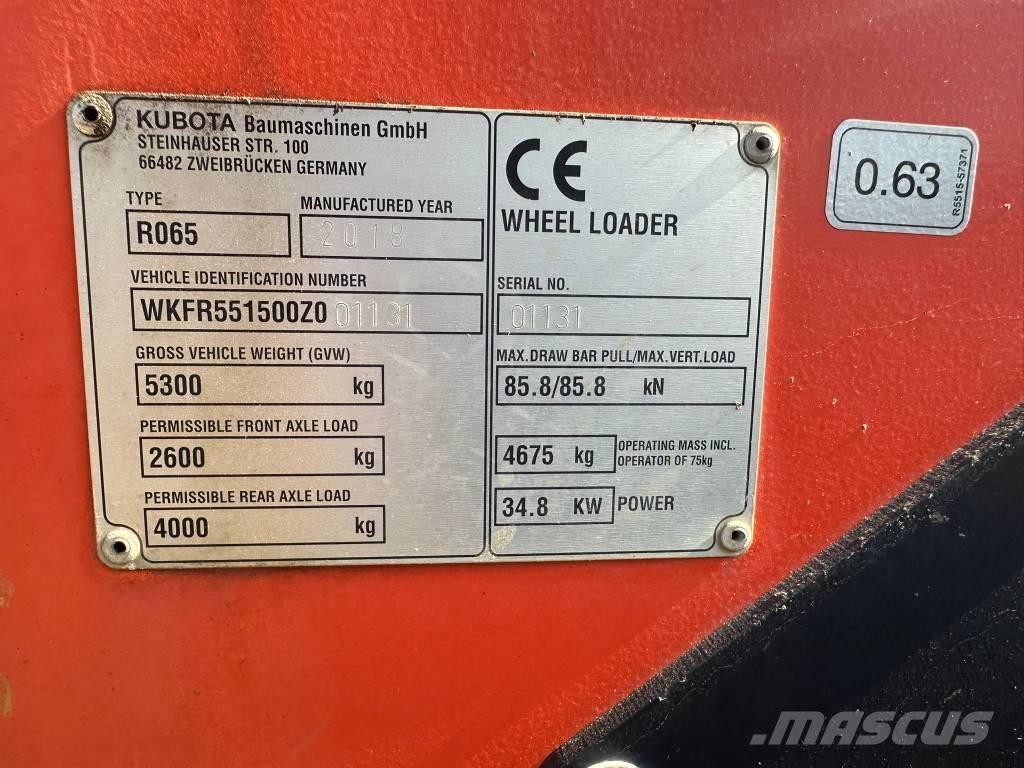 KUBOTA Baumaschinen GmbH
STEINHAUSER STR. 100
66482 ZWEIBRÜCKEN GERMANY
TYPE
R065
MANUFACTURED YEAR
2018
VEHICLE IDENTIFICATION NUMBER
WKFR551500Z001131
GROSS VEHICLE WEIGHT (GVW)
5300 kg
PERMISSIBLE FRONT AXLE LOAD
2600 kg
PERMISSIBLE REAR AXLE LOAD
4000 kg
CE
WHEEL LOADER
SERIAL NO.
01131
MAX.DRAW BAR PULL/MAX.VERT.LOAD
85.8/85.8 kN
4675 kg
OPERATING MASS INCL.
OPERATOR OF 75kg
34.8 KW POWER
0.63
R5515-57371
MASCUS